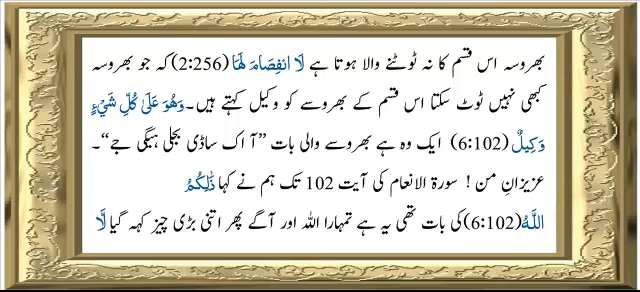 بھروسہ اس قسم کا نہ ٹوٹنے والا ہوتا ہے لَا انفِصَامَ لَهَا (2:256) کہ جو بھروسہ
کبھی نہیں ٹوٹ سکتا اس قسم کے بھروسے کو وکیل کہتے ہیں۔ وَهُوَ عَلَىٰ كُلِّ شَيْءٍ
وَكِيلٌ (6:102) ایک وہ ہے بھروسے والی بات ”آ اک ساڈی بجلی ہیگی جے“۔
عزیزانِ من! سورۃ الانعام کی آیت 102 تک ہم نے کہا ذَٰلِكُمُ
اللَّهُ (6:102) کی بات تھی یہ ہے تمہارا اللہ اور آگے پھر اتنی بڑی چیز کہہ گیا لَّا